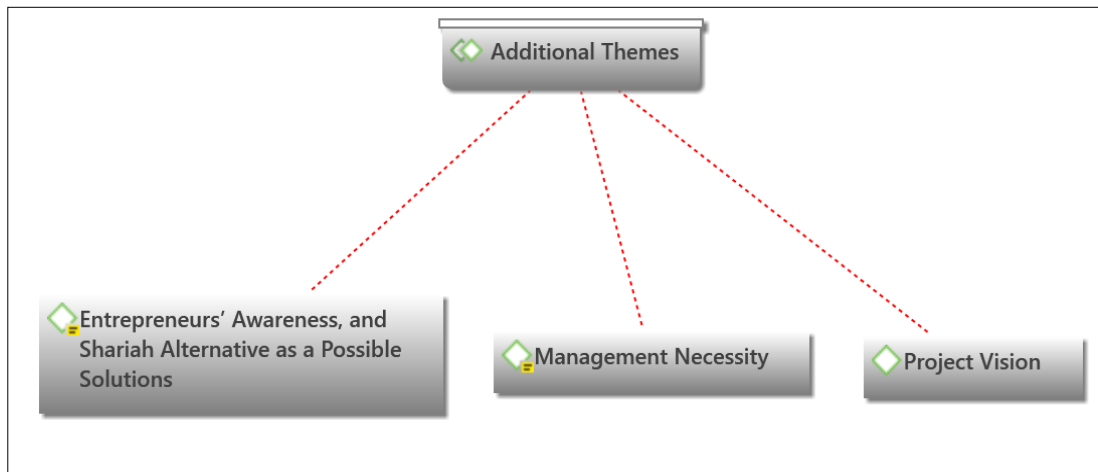 Additional Themes
Entrepreneurs’ Awareness, and
Shariah Alternative as a Possible
Solutions
Management Necessity
Project Vision